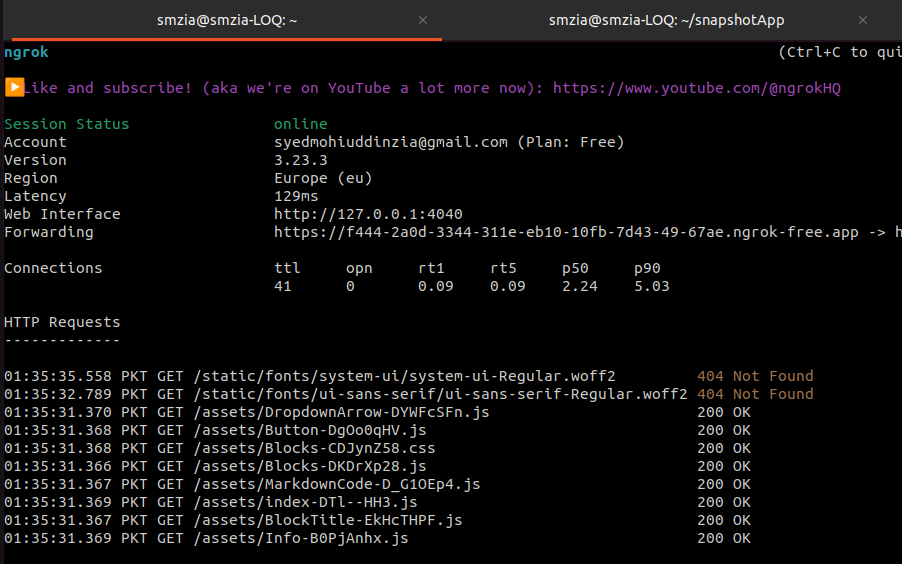 smzia@smzia-LOQ: ~ × smzia@smzia-LOQ: ~/snapshotApp ×
ngrok (Ctrl+C to qui
Like and subscribe! (aka we're on YouTube a lot more now): https://www.youtube.com/@ngrokHQ
Session Status online
Account syedmohiuddinzia@gmail.com (Plan: Free)
Version 3.23.3
Region Europe (eu)
Latency 129ms
Web Interface http://127.0.0.1:4040
Forwarding https://f444-2a0d-3344-311e-eb10-10fb-7d43-49-67ae.ngrok-free.app -> h
Connections ttl opn rt1 rt5 p50 p90
41 0 0.09 0.09 2.24 5.03
HTTP Requests
-------------
01:35:35.558 PKT GET /static/fonts/system-ui/system-ui-Regular.woff2 404 Not Found
01:35:32.789 PKT GET /static/fonts/ui-sans-serif/ui-sans-serif-Regular.woff2 404 Not Found
01:35:31.370 PKT GET /assets/DropdownArrow-DYWFcSFn.js 200 OK
01:35:31.368 PKT GET /assets/Button-DgOo0qHV.js 200 OK
01:35:31.368 PKT GET /assets/Blocks-CDJynZ58.css 200 OK
01:35:31.366 PKT GET /assets/Blocks-DKDrXp28.js 200 OK
01:35:31.367 PKT GET /assets/MarkdownCode-D_G1OEp4.js 200 OK
01:35:31.369 PKT GET /assets/index-DTl--HH3.js 200 OK
01:35:31.367 PKT GET /assets/BlockTitle-EkHcTHPF.js 200 OK
01:35:31.369 PKT GET /assets/Info-B0PjAnhx.js 200 OK